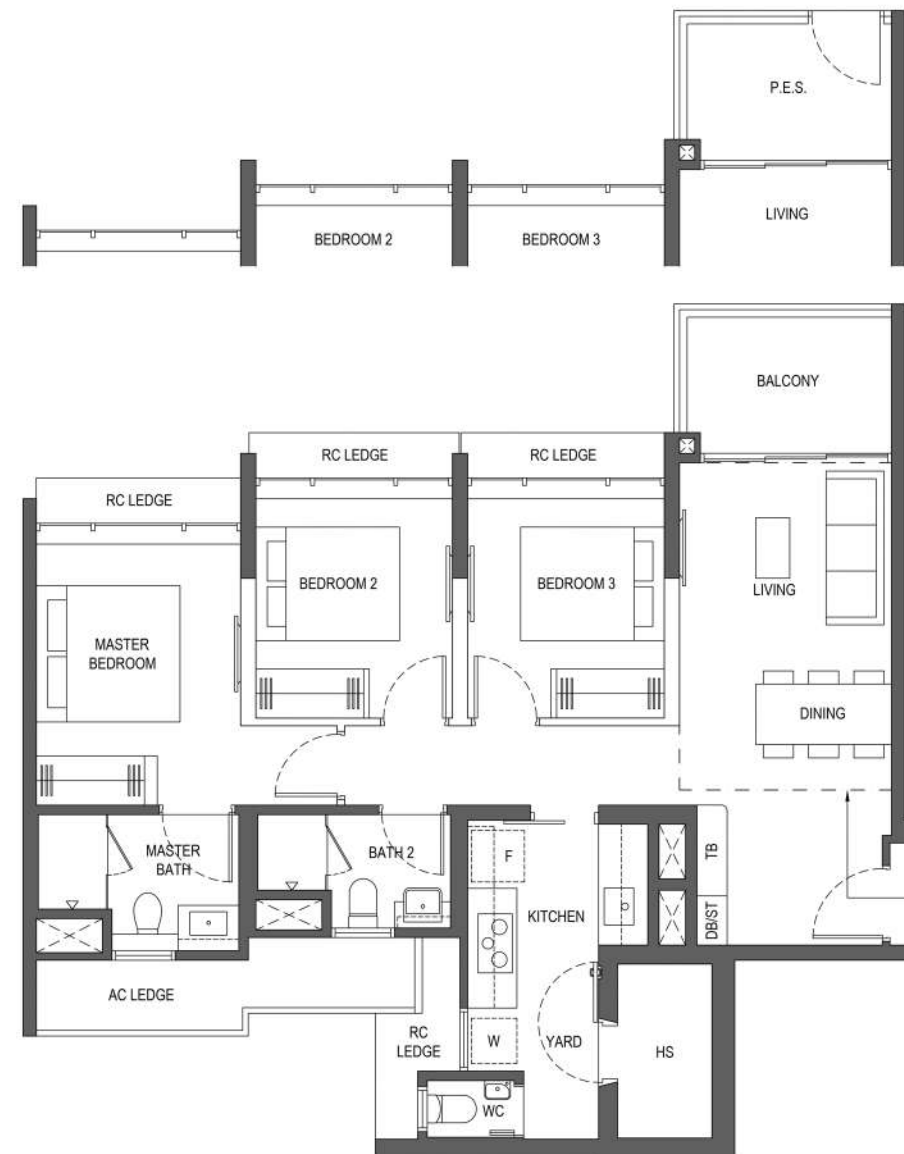 P.E.S.
LIVING
BEDROOM 2
BEDROOM 3
BALCONY
RC LEDGE
RC LEDGE
RC LEDGE
BEDROOM 2
BEDROOM 3
LIVING
MASTER
BEDROOM
DINING
MASTER
BATH
BATH 2
F
TB
KITCHEN
DB/ST
AC LEDGE
RC
LEDGE
W
YARD
HS
WC